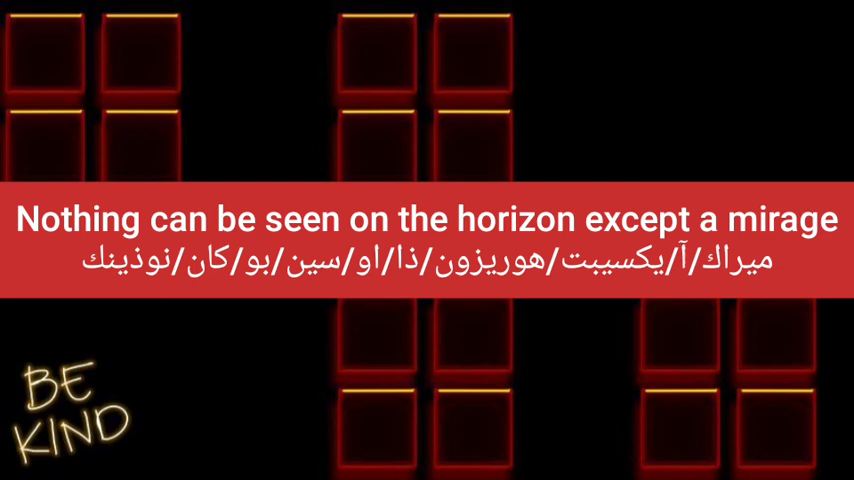 Nothing can be seen on the horizon except a mirage
ميراك/آ/يكسيبت/هوريزون/ذا/او/سين/بو/كان/نوذينك
BE
KIND